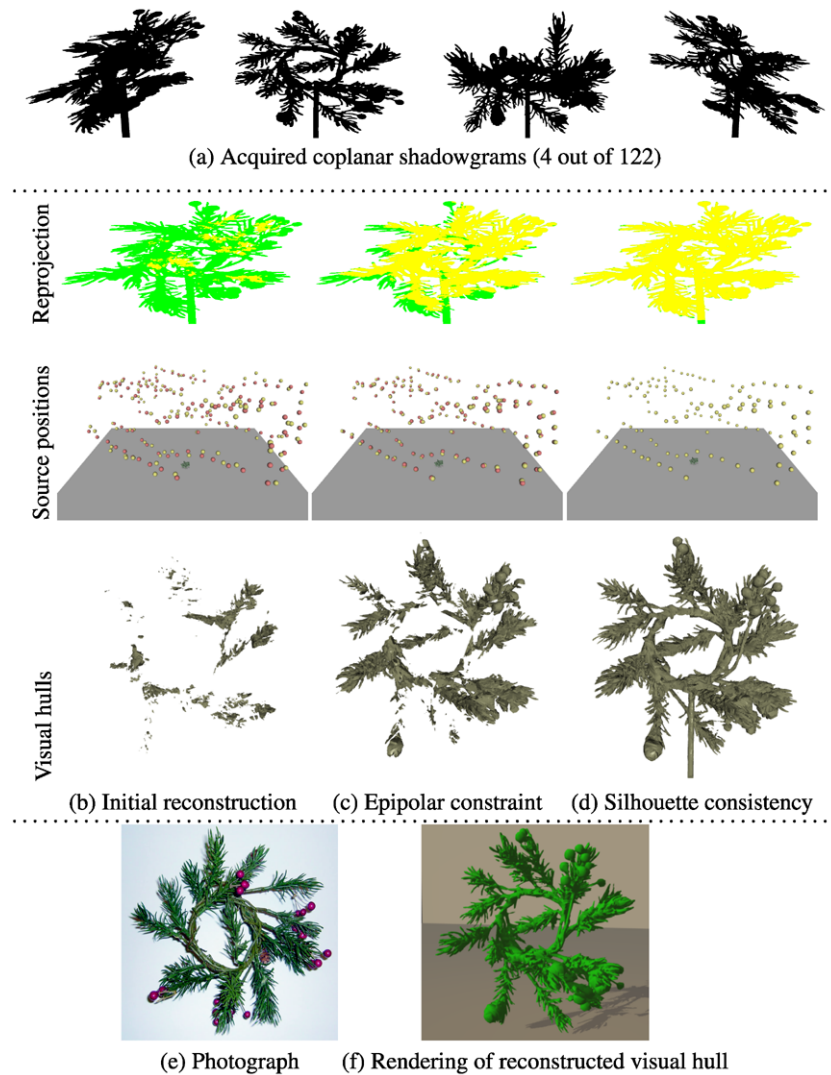 (a) Acquired coplanar shadowgrams (4 out of 122)
Reprojection
Source positions
Visual hulls
(b) Initial reconstruction
(c) Epipolar constraint
(d) Silhouette consistency
(e) Photograph
(f) Rendering of reconstructed visual hull